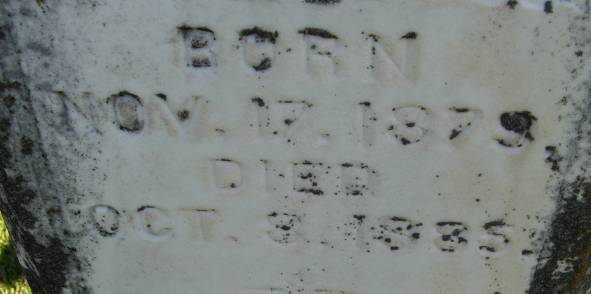 BORN
NOV. 17. 1879.
DIED
OCT. 3. 1885.